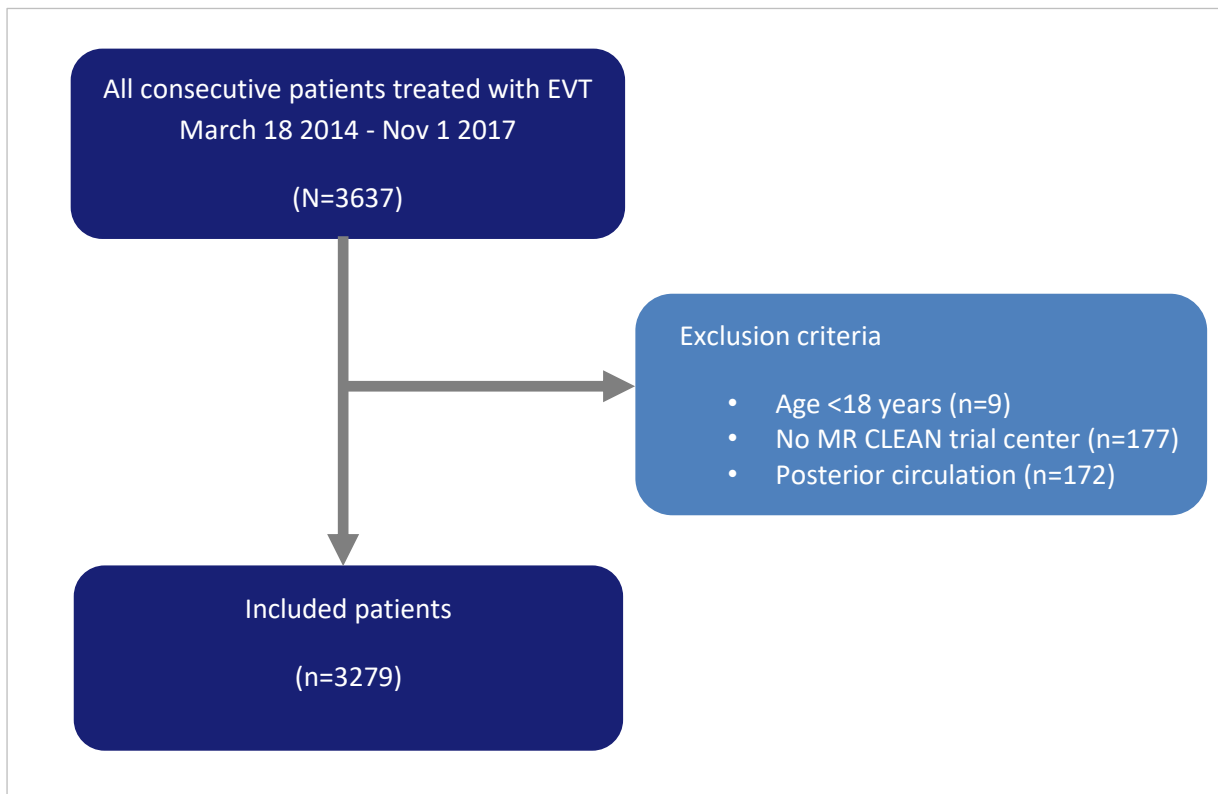 All consecutive patients treated with EVT
March 18 2014 - Nov 1 2017
(N=3637)
Exclusion criteria
• Age <18 years (n=9)
• No MR CLEAN trial center (n=177)
• Posterior circulation (n=172)
Included patients
(n=3279)